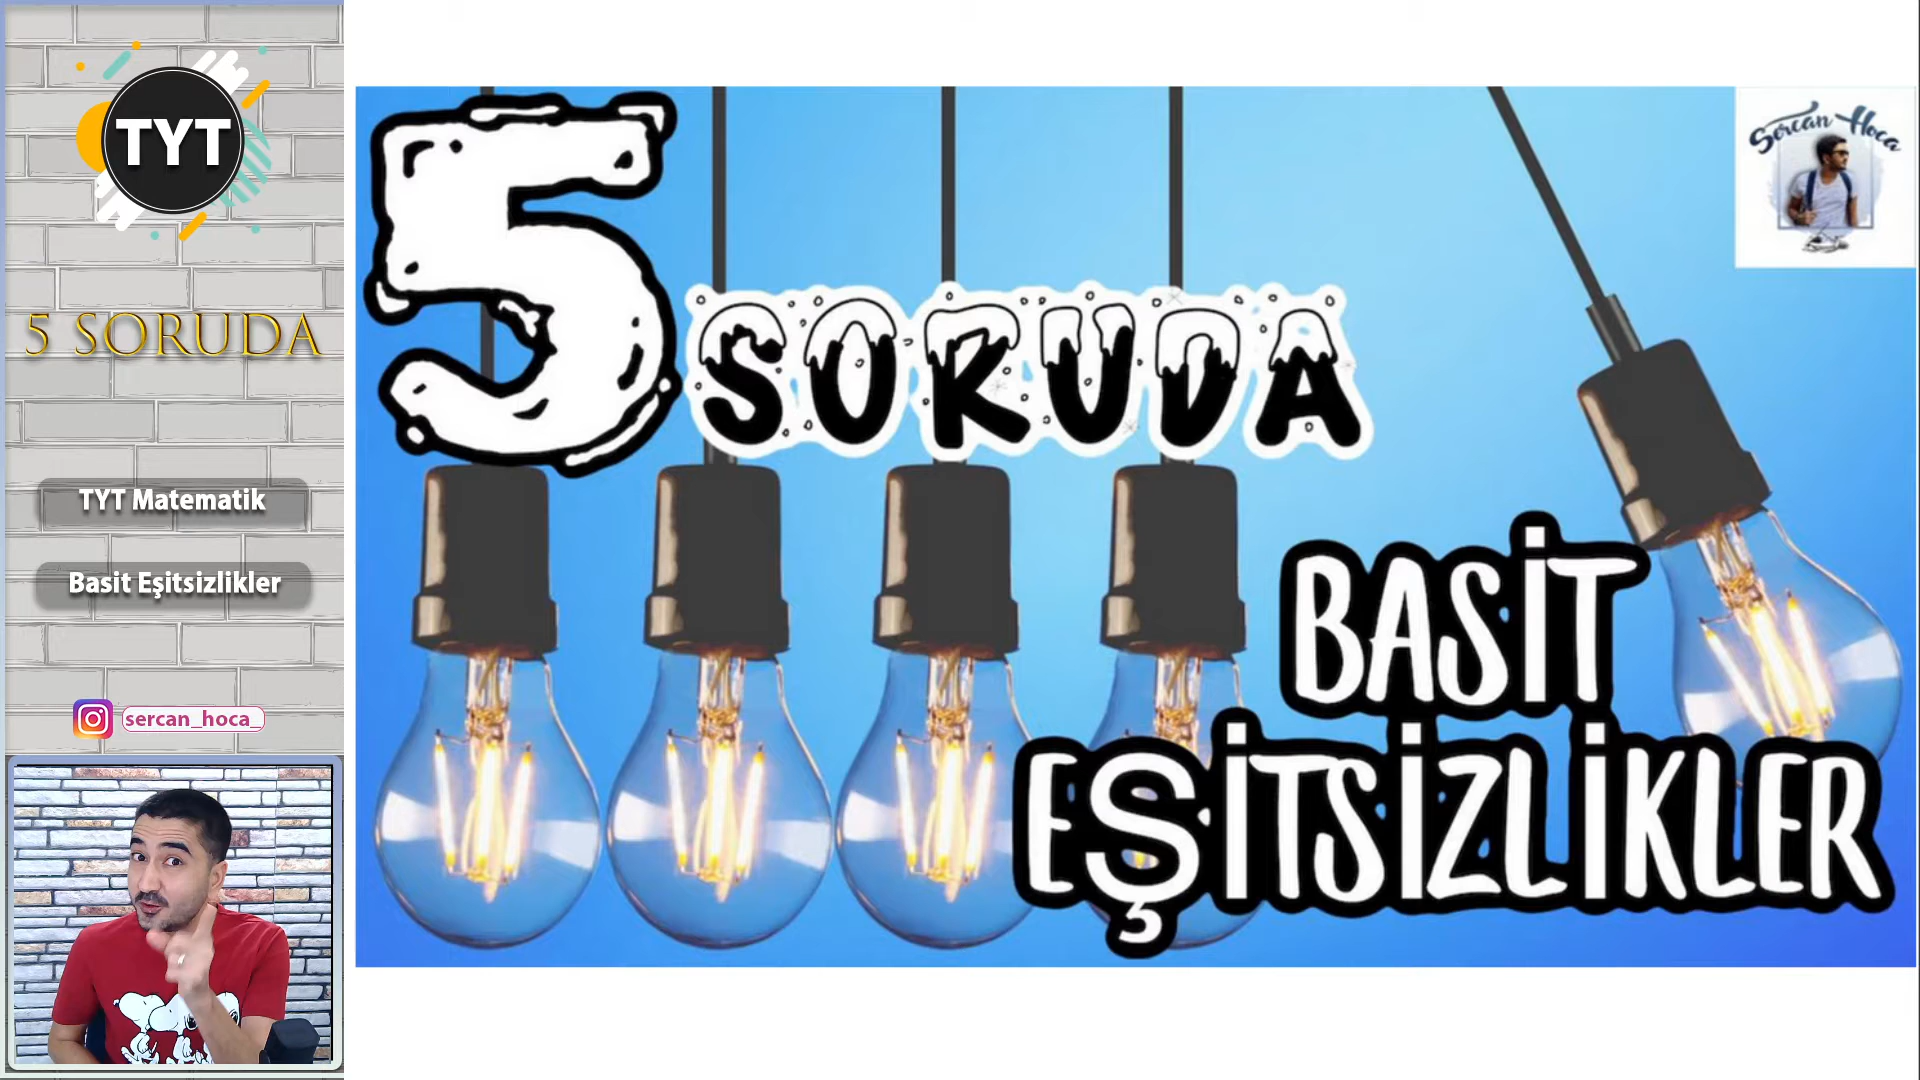 TYT
5 SORUDA
TYT Matematik
Basit Eşitsizlikler
sercan_hoca_
5 SORUDA
Sercan Hoca
BASİT
EŞİTSİZLİKLER